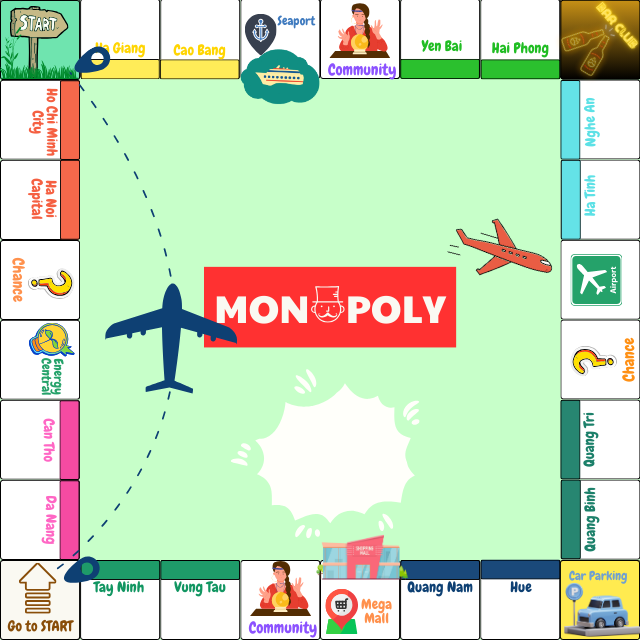 START
Ha Giang
Cao Bang
Seaport
Community
Yen Bai
Hai Phong
BAR CLUB
Ho Chi Minh
City
Nghe An
Ha Noi
Capital
Ha Tinh
Chance
Airport
MONOPOLY
Energy
Central
Chance
Can Tho
Quang Tri
Da Nang
Quang Binh
SHOPPING
MALL
Go to START
Tay Ninh
Vung Tau
Community
Mega
Mall
Quang Nam
Hue
Car Parking
P